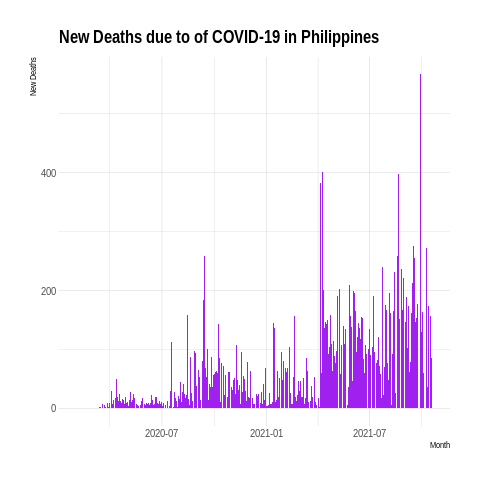 New Deaths due to of COVID-19 in Philippines
New Deaths
400
200
0
2020-07
2021-01
2021-07
Month